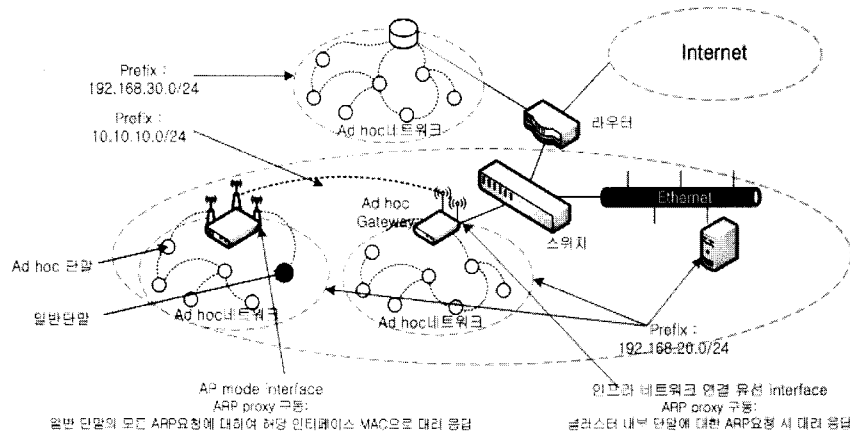 Internet
Prefix :
192.168.30.0/24
Ad hoc네트워크
라우터
Prefix :
10.10.10.0/24
Ad hoc
Gateway
스위치
Ethernet
Ad hoc 단말
일반단말
Ad hoc네트워크
Ad hoc네트워크
Prefix :
192.168.20.0/24
AP mode interface
ARP proxy 구동:
일반 단말의 모든 ARP요청에 대하여 해당 인터페이스 MAC으로 대리 응답
인프라 네트워크 연결 유선 interface
ARP proxy 구동:
클러스터 내부 단말에 대한 ARP요청 시 대리 응답